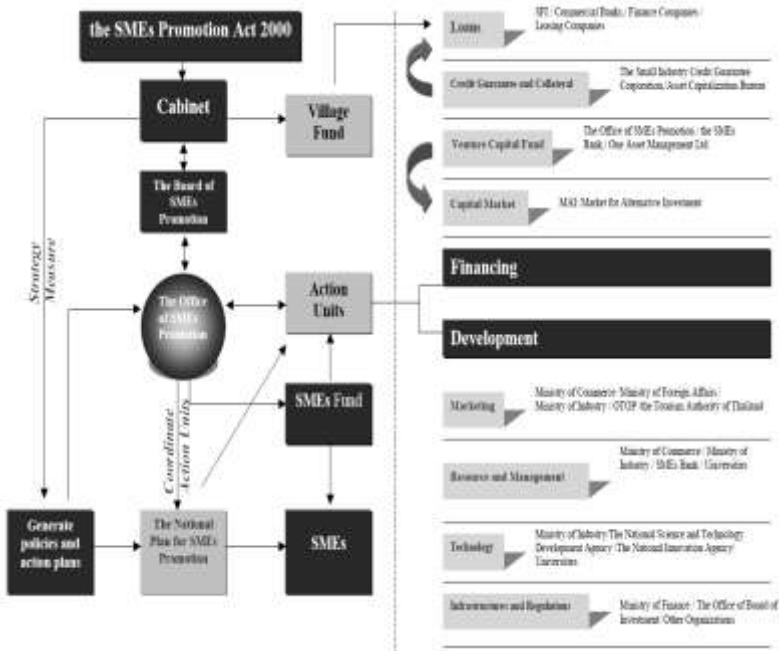 the SMEs Promotion Act 2000
Cabinet
Village
Fund
The Board of
SMEs
Promotion
Strategy
Measure
The Office
of SMEs
Promotion
Action
Units
SMEs Fund
Coordinate
Action Units
Generate
policies and
action plans
The National
Plan for SMEs
Promotion
SMEs
Loans
SFI / Commercial Banks / Finance Companies /
Leasing Companies
Credit Guarantee and Collateral
The Small Industry Credit Guarantee
Corporation/Asset Capitalization Bureau
Venture Capital Fund
The Office of SMEs Promotion / the SMEs
Bank / One Asset Management Ltd.
Capital Market
MAI: Market for Alternative Investment
Financing
Development
Marketing
Ministry of Commerce/ Ministry of Foreign Affairs /
Ministry of Industry / OTOP /the Tourism Authority of Thailand
Resource and Management
Ministry of Commerce / Ministry of
Industry / SMEs Bank / Universities
Technology
Ministry of Industry/The National Science and Technology
Development Agency /The National Innovation Agency/
Universities
Infrastructures and Regulations
Ministry of Finance / The Office of Board of
Investment/ Other Organizations